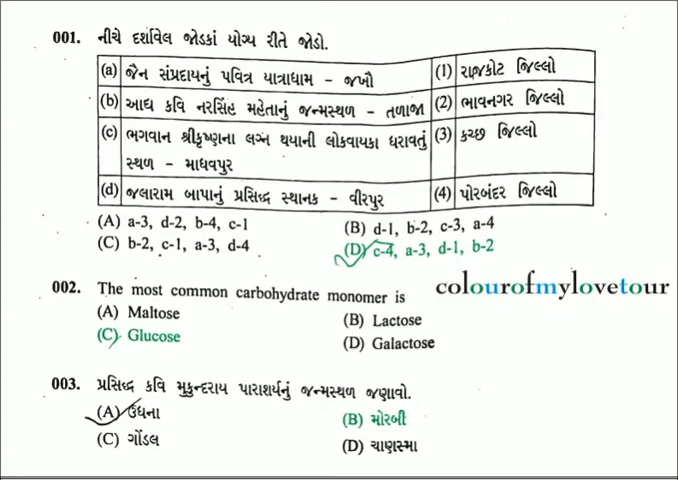 001. નીચે દર્શાવેલ જોડકાં યોગ્ય રીતે જોડો.
(a) જૈન સંપ્રદાયનું પવિત્ર યાત્રાધામ - જખૌ (1) રાજકોટ જિલ્લો
(b) આદ્ય કવિ નરસિંહ મહેતાનું જન્મસ્થળ - તળાજા (2) ભાવનગર જિલ્લો
(c) ભગવાન શ્રીકૃષ્ણના લગ્ન થયાની લોકવાયકા ધરાવતું (3) કચ્છ જિલ્લો
સ્થળ - માધવપુર
(d) જલારામ બાપાનું પ્રસિદ્ધ સ્થાનક - વીરપુર (4) પોરબંદર જિલ્લો
(A) a-3, d-2, b-4, c-1 (B) d-1, b-2, c-3, a-4
(C) b-2, c-1, a-3, d-4 (D) c-4, a-3, d-1, b-2
002. The most common carbohydrate monomer is colourofmylovetour
(A) Maltose (B) Lactose
(C) Glucose (D) Galactose
003. પ્રસિદ્ધ કવિ મુકુન્દરાય પારાશર્યનું જન્મસ્થળ જણાવો.
(A) ઉધના (B) મોરબી
(C) ગોંડલ (D) ચાણસ્મા